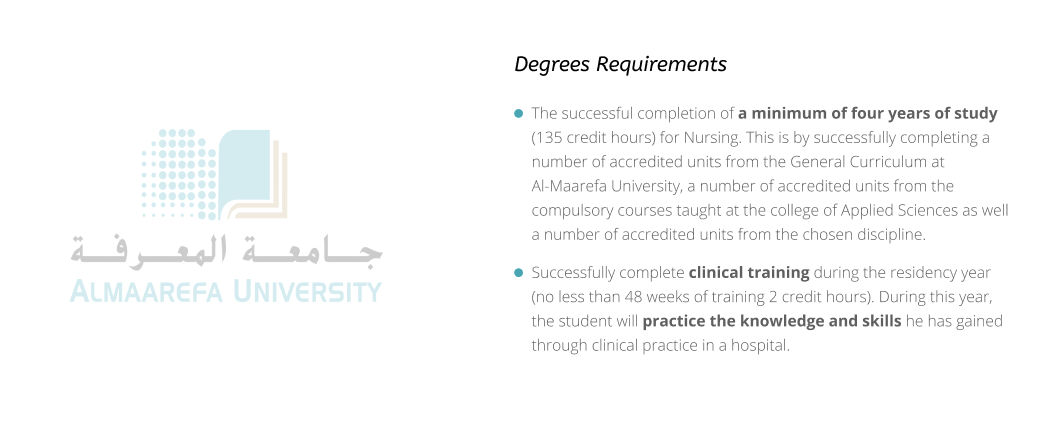 جامعة المعرفة
ALMAAREFA UNIVERSITY
Degrees Requirements
The successful completion of a minimum of four years of study
(135 credit hours) for Nursing. This is by successfully completing a
number of accredited units from the General Curriculum at
Al-Maarefa University, a number of accredited units from the
compulsory courses taught at the college of Applied Sciences as well
a number of accredited units from the chosen discipline.
Successfully complete clinical training during the residency year
(no less than 48 weeks of training 2 credit hours). During this year,
the student will practice the knowledge and skills he has gained
through clinical practice in a hospital.